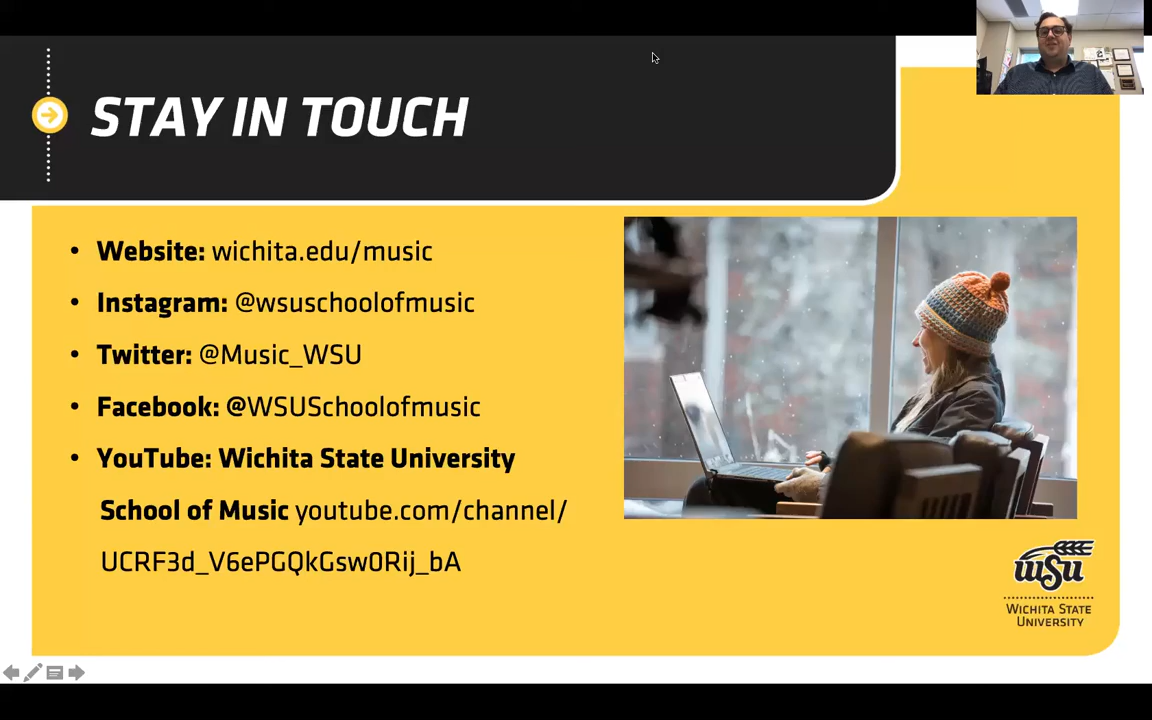 STAY IN TOUCH
• Website: wichita.edu/music
• Instagram: @wsuschoolofmusic
• Twitter: @Music_WSU
• Facebook: @WSUSchoolofmusic
• YouTube: Wichita State University
School of Music youtube.com/channel/
UCRF3d_V6ePGQkGsw0Rij_bA
wsu
WICHITA STATE
UNIVERSITY